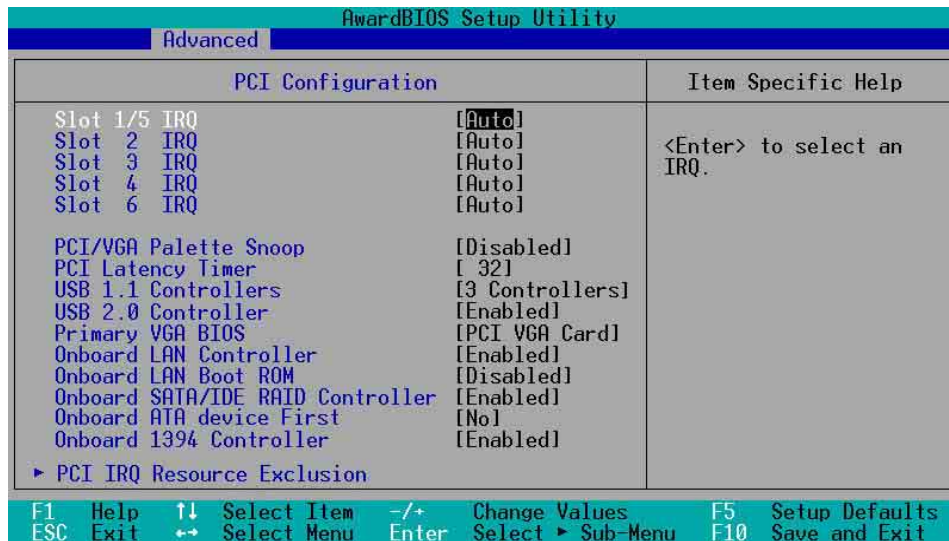 AwardBIOS Setup Utility
Advanced
PCI Configuration
Item Specific Help
Slot 1/5 IRQ [Auto]
Slot 2 IRQ [Auto]
Slot 3 IRQ [Auto]
Slot 4 IRQ [Auto]
Slot 6 IRQ [Auto]
<Enter> to select an
IRQ.
PCI/VGA Palette Snoop [Disabled]
PCI Latency Timer [ 32]
USB 1.1 Controllers [3 Controllers]
USB 2.0 Controller [Enabled]
Primary VGA BIOS [PCI VGA Card]
Onboard LAN Controller [Enabled]
Onboard LAN Boot ROM [Disabled]
Onboard SATA/IDE RAID Controller [Enabled]
Onboard ATA device First [No]
Onboard 1394 Controller [Enabled]
► PCI IRQ Resource Exclusion
F1 Help ↑↓ Select Item -/+ Change Values F5 Setup Defaults
ESC Exit ↔ Select Menu Enter Select ► Sub-Menu F10 Save and Exit